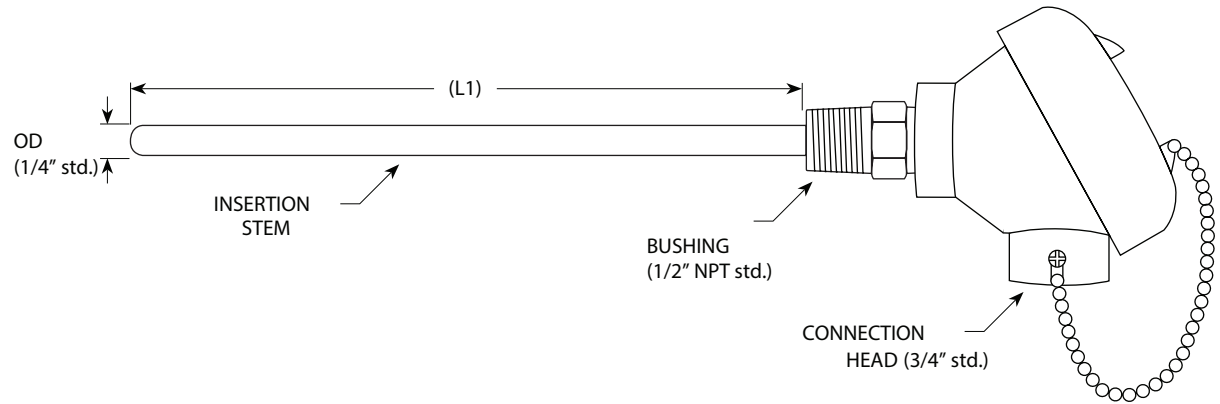 (L1)
OD
(1/4” std.)
INSERTION
STEM
BUSHING
(1/2” NPT std.)
CONNECTION
HEAD (3/4” std.)